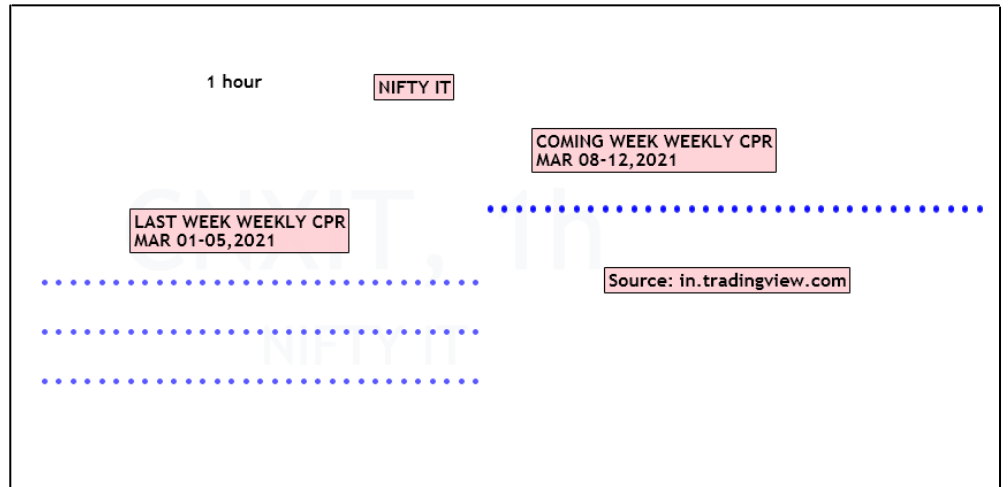 1 hour
NIFTY IT
COMING WEEK WEEKLY CPR
MAR 08-12,2021
CNXIT, 1h
LAST WEEK WEEKLY CPR
MAR 01-05,2021
Source: in.tradingview.com
NIFTY IT